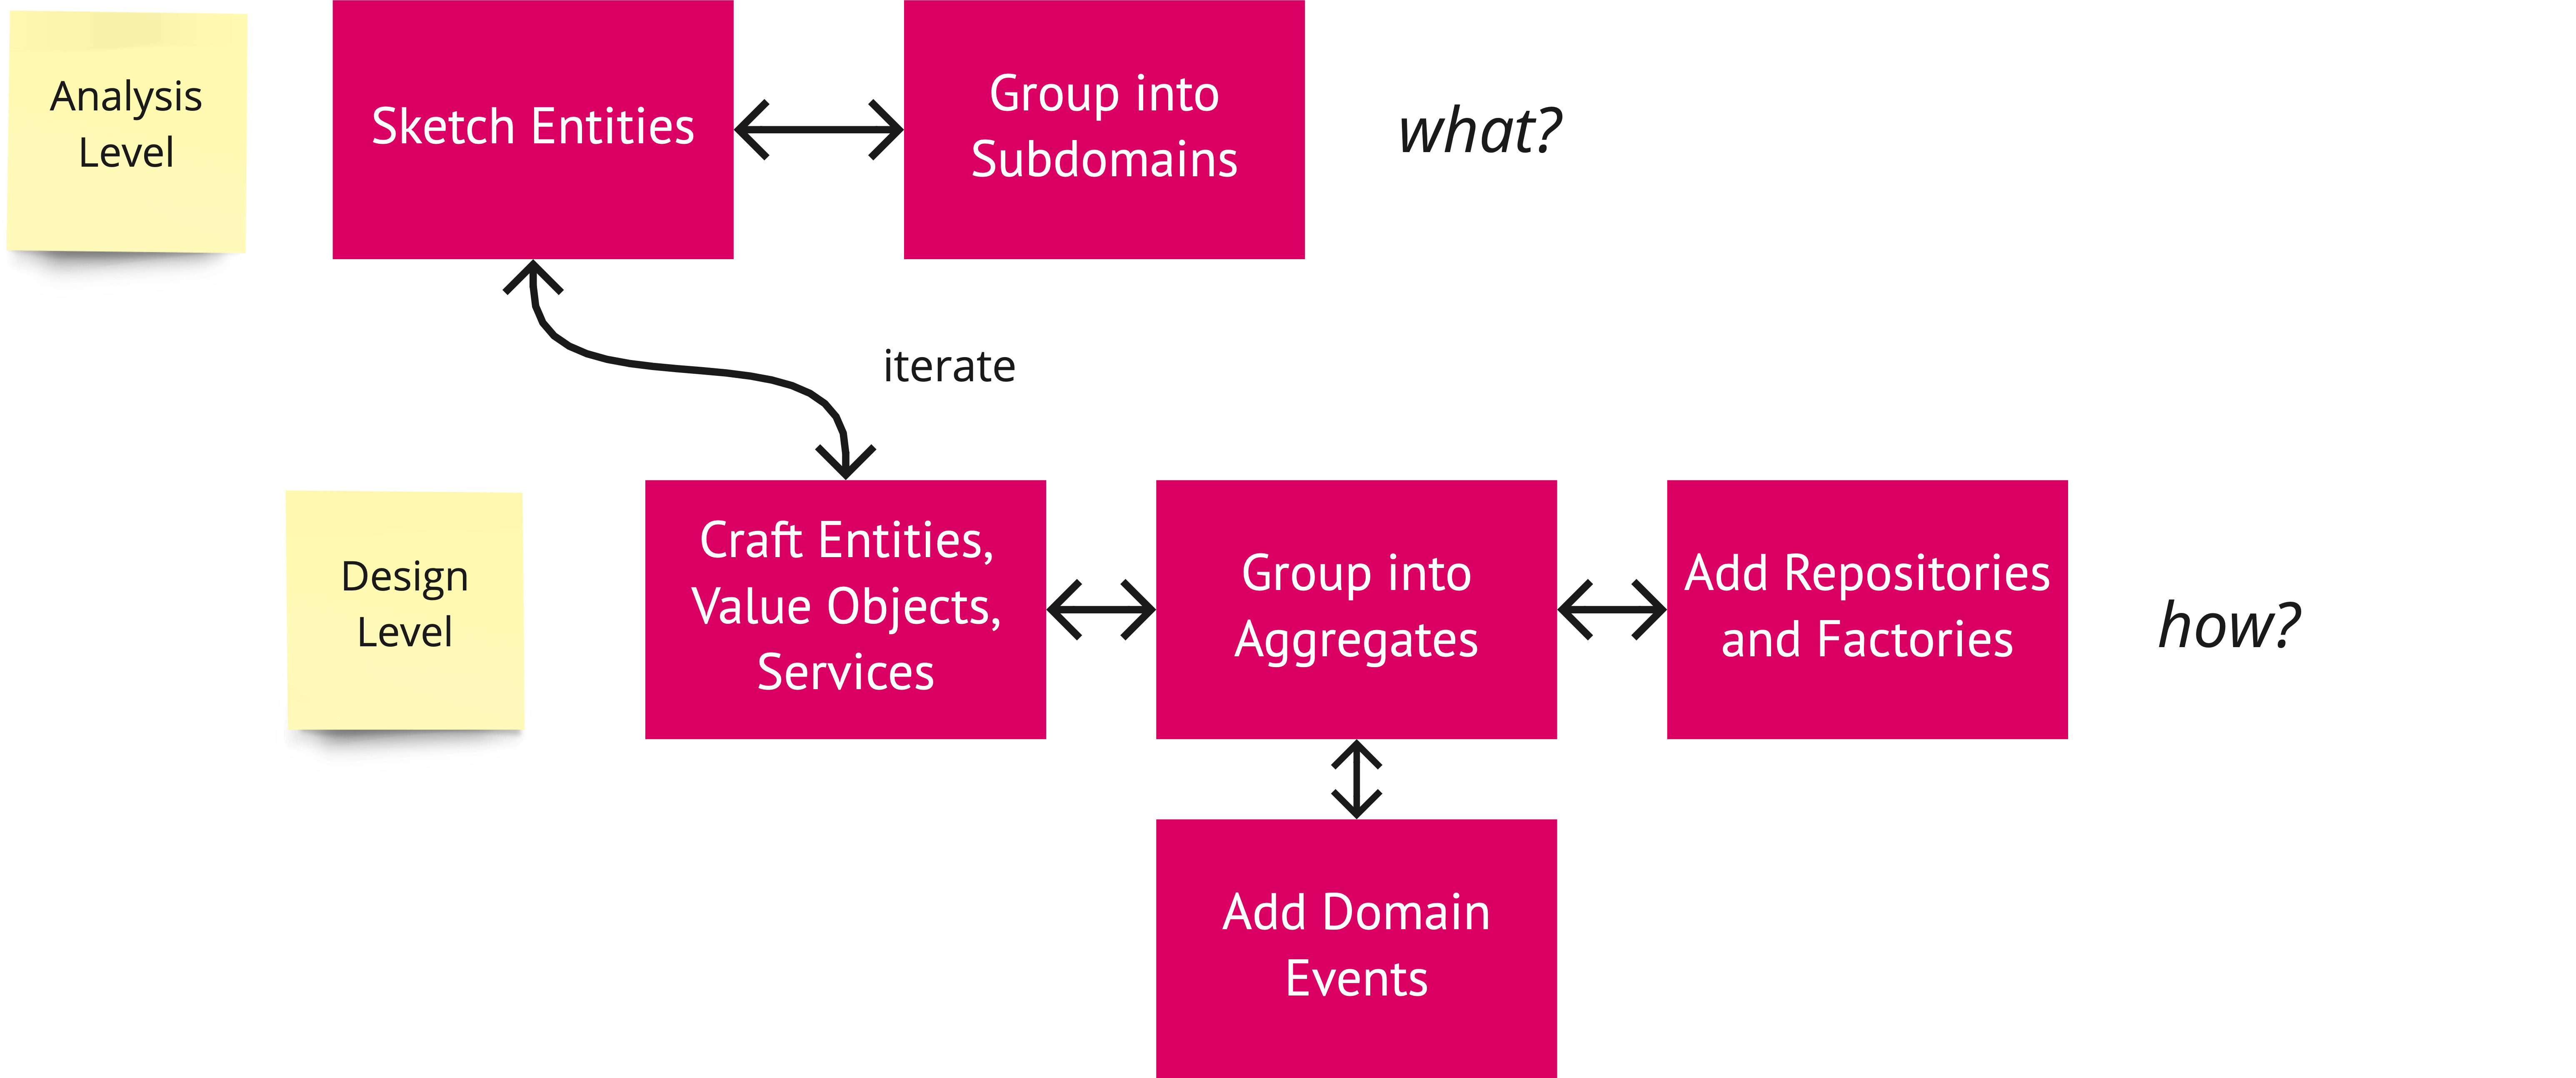 Analysis
Level
Sketch Entities
Group into
Subdomains
what?
iterate
Design
Level
Craft Entities,
Value Objects,
Services
Group into
Aggregates
Add Repositories
and Factories
how?
Add Domain
Events